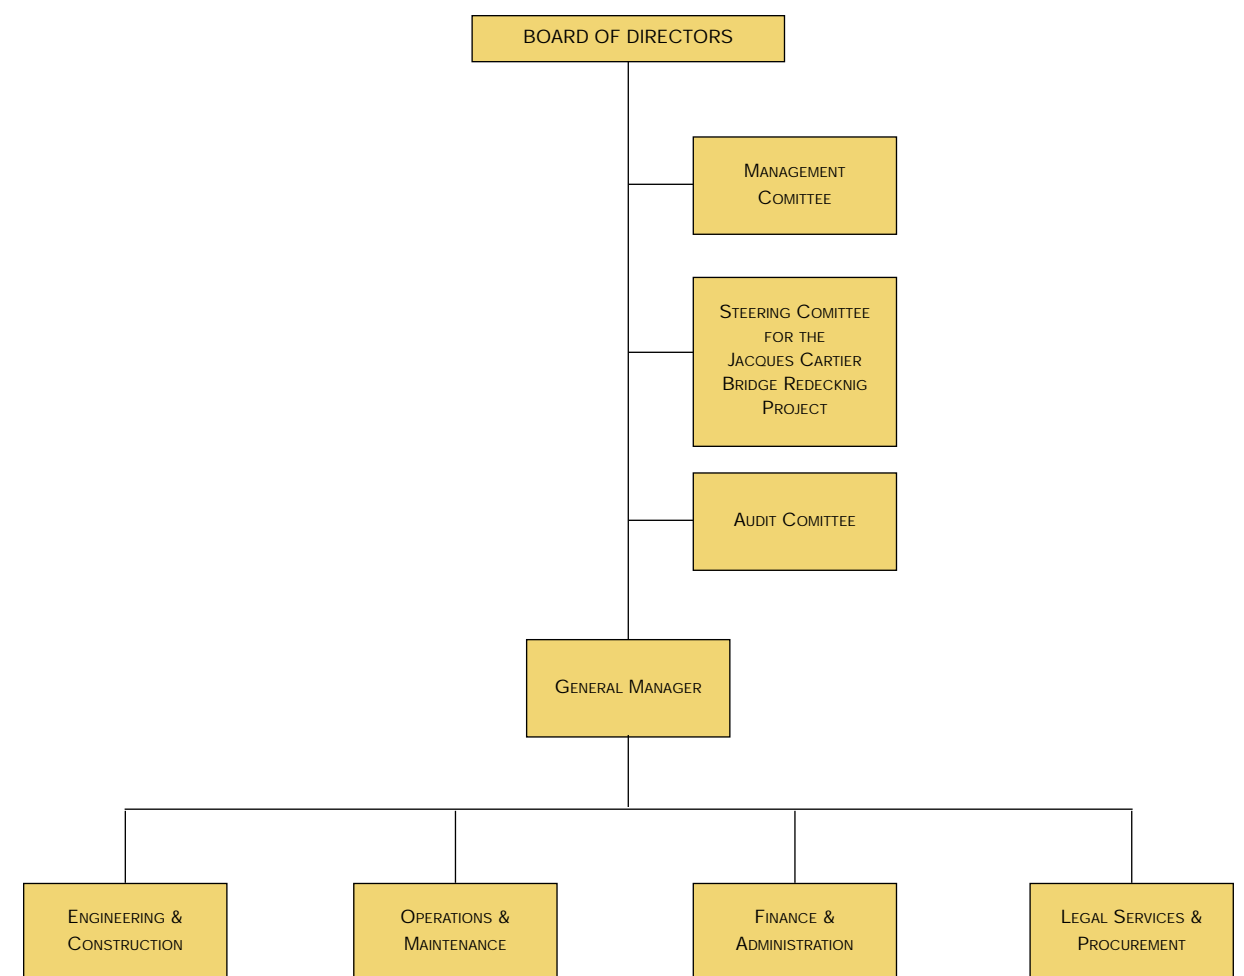 BOARD OF DIRECTORS
MANAGEMENT
COMITTEE
STEERING COMITTEE
FOR THE
JACQUES CARTIER
BRIDGE REDECKNIG
PROJECT
AUDIT COMITTEE
GENERAL MANAGER
ENGINEERING &
CONSTRUCTION
OPERATIONS &
MAINTENANCE
FINANCE &
ADMINISTRATION
LEGAL SERVICES &
PROCUREMENT